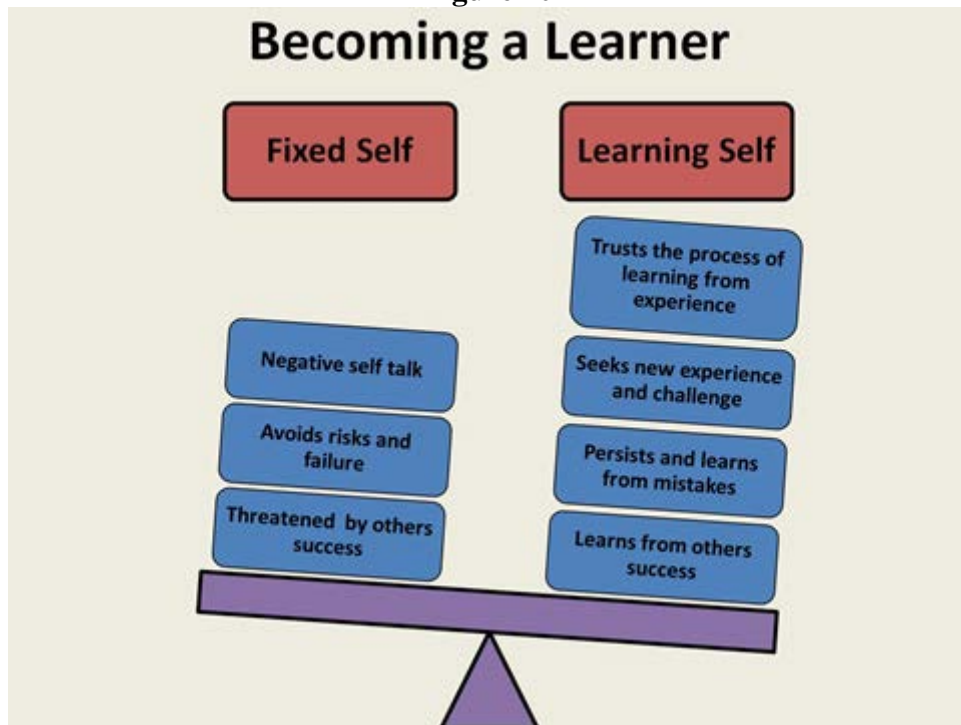 Becoming a Learner
Fixed Self
Learning Self
Trusts the process of
learning from
experience
Negative self talk
Seeks new experience
and challenge
Avoids risks and
failure
Persists and learns
from mistakes
Threatened by others
success
Learns from others
success